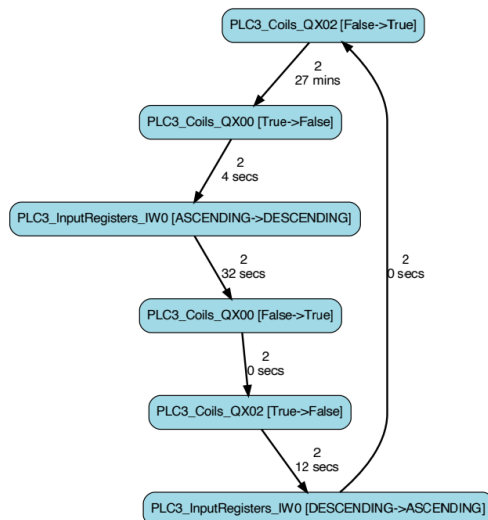 PLC3_Coils_QX02 [False->True]
2
27 mins
PLC3_Coils_QX00 [True->False]
2
4 secs
PLC3_InputRegisters_IW0 [ASCENDING->DESCENDING]
2
0 secs
2
32 secs
PLC3_Coils_QX00 [False->True]
2
0 secs
PLC3_Coils_QX02 [True->False]
2
12 secs
PLC3_InputRegisters_IW0 [DESCENDING->ASCENDING]